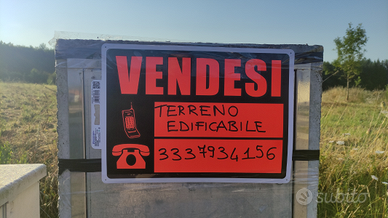 VENDESI
TERRENO
EDIFICABILE
3337934156
subito